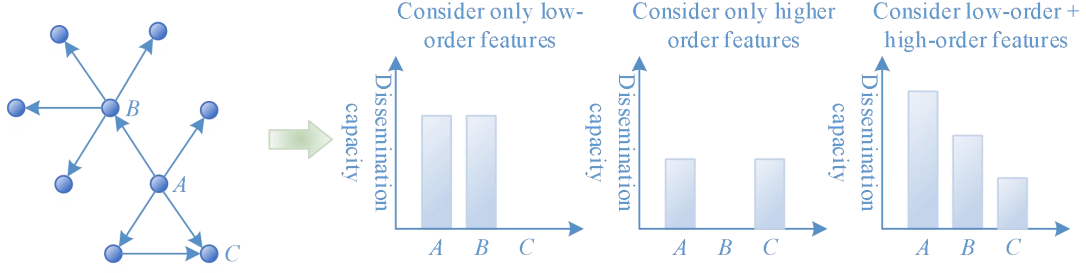 B
A
C
Consider only low-
order features
Dissemination
capacity
A B C
Consider only higher
order features
Dissemination
capacity
A B C
Consider low-order +
high-order features
Dissemination
capacity
A B C